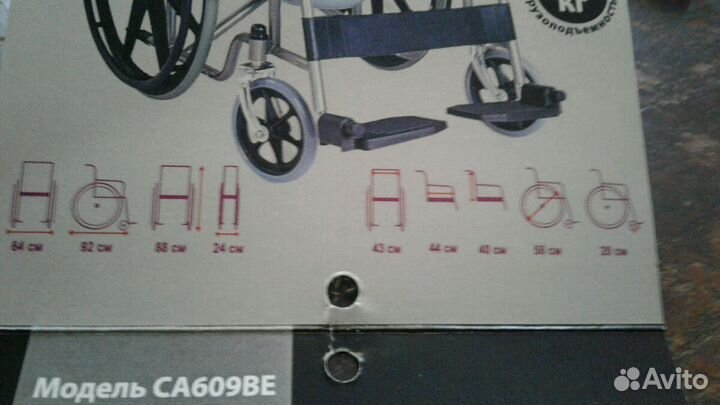 КГ
грузоподъемность
64 см
92 см
88 см
24 см
43 см
44 см
40 см
58 см
20 см
Модель CA609BE
Avito